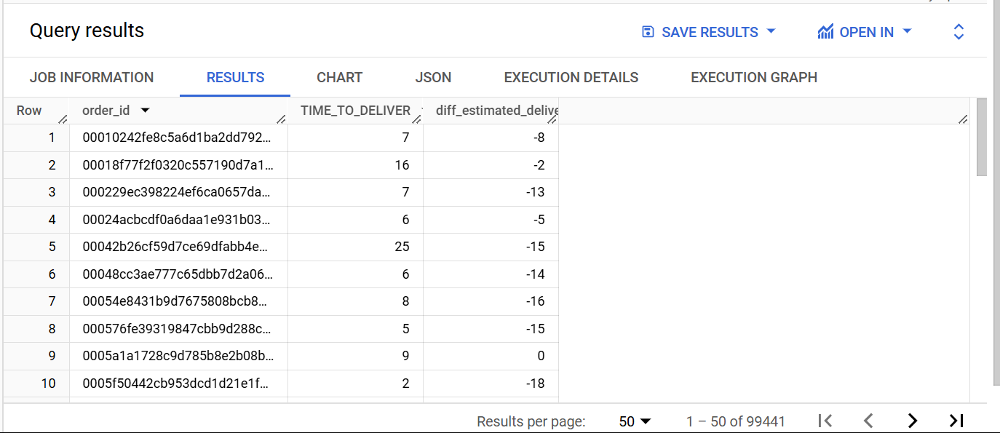 Query results
SAVE RESULTS
OPEN IN
JOB INFORMATION RESULTS CHART JSON EXECUTION DETAILS EXECUTION GRAPH
Row order_id TIME_TO_DELIVER diff_estimated_delive
1 00010242fe8c5a6d1ba2dd792... 7 -8
2 00018f77f2f0320c557190d7a1... 16 -2
3 000229ec398224ef6ca0657da... 7 -13
4 00024acbcdf0a6daa1e931b03... 6 -5
5 00042b26cf59d7ce69dfabb4e... 25 -15
6 00048cc3ae777c65dbb7d2a06... 6 -14
7 00054e8431b9d7675808bcb8... 8 -16
8 000576fe39319847cbb9d288c... 5 -15
9 0005a1a1728c9d785b8e2b08b... 9 0
10 0005f50442cb953dcd1d21e1f... 2 -18
Results per page: 50 1 – 50 of 99441